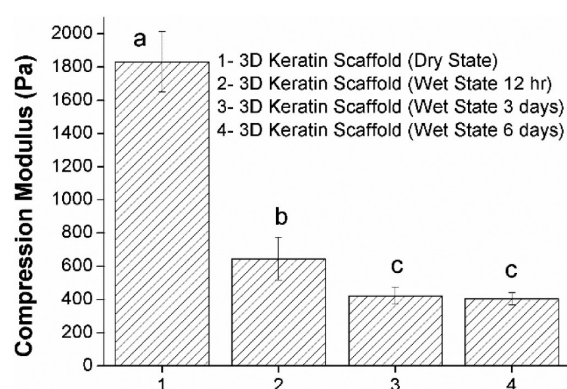 Compression Modulus (Pa)
2000
1800
1600
1400
1200
1000
800
600
400
200
0
a
b
c
c
1- 3D Keratin Scaffold (Dry State)
2- 3D Keratin Scaffold (Wet State 12 hr)
3- 3D Keratin Scaffold (Wet State 3 days)
4- 3D Keratin Scaffold (Wet State 6 days)
1
2
3
4